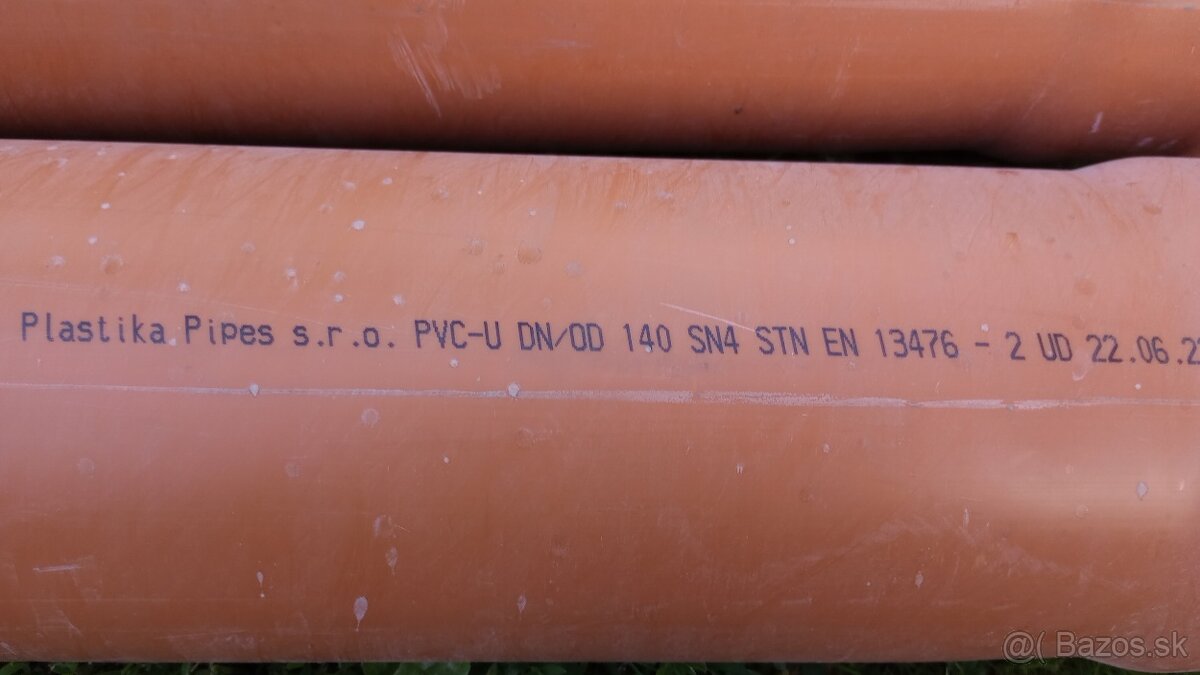 Plastika Pipes s.r.o. PVC-U DN/OD 140 SN4 STN EN 13476 - 2 UD 22.06.2
@( Bazos.sk